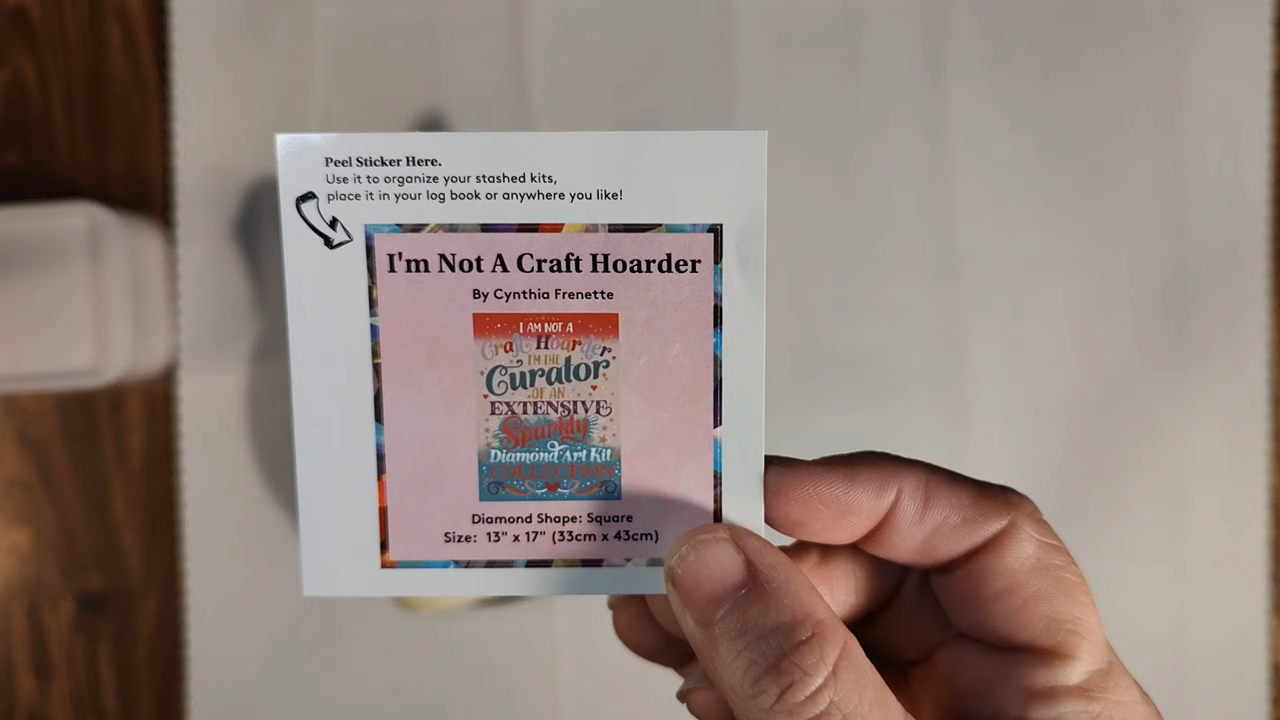 Peel Sticker Here.
Use it to organize your stashed kits,
place it in your log book or anywhere you like!
I'm Not A Craft Hoarder
By Cynthia Frenette
I AM NOT A
Craft Hoarder
I'M THE
Curator
OF AN
EXTENSIVE
Sparkly
Diamond Art Kit
COLLECTION
Diamond Shape: Square
Size: 13" x 17" (33cm x 43cm)